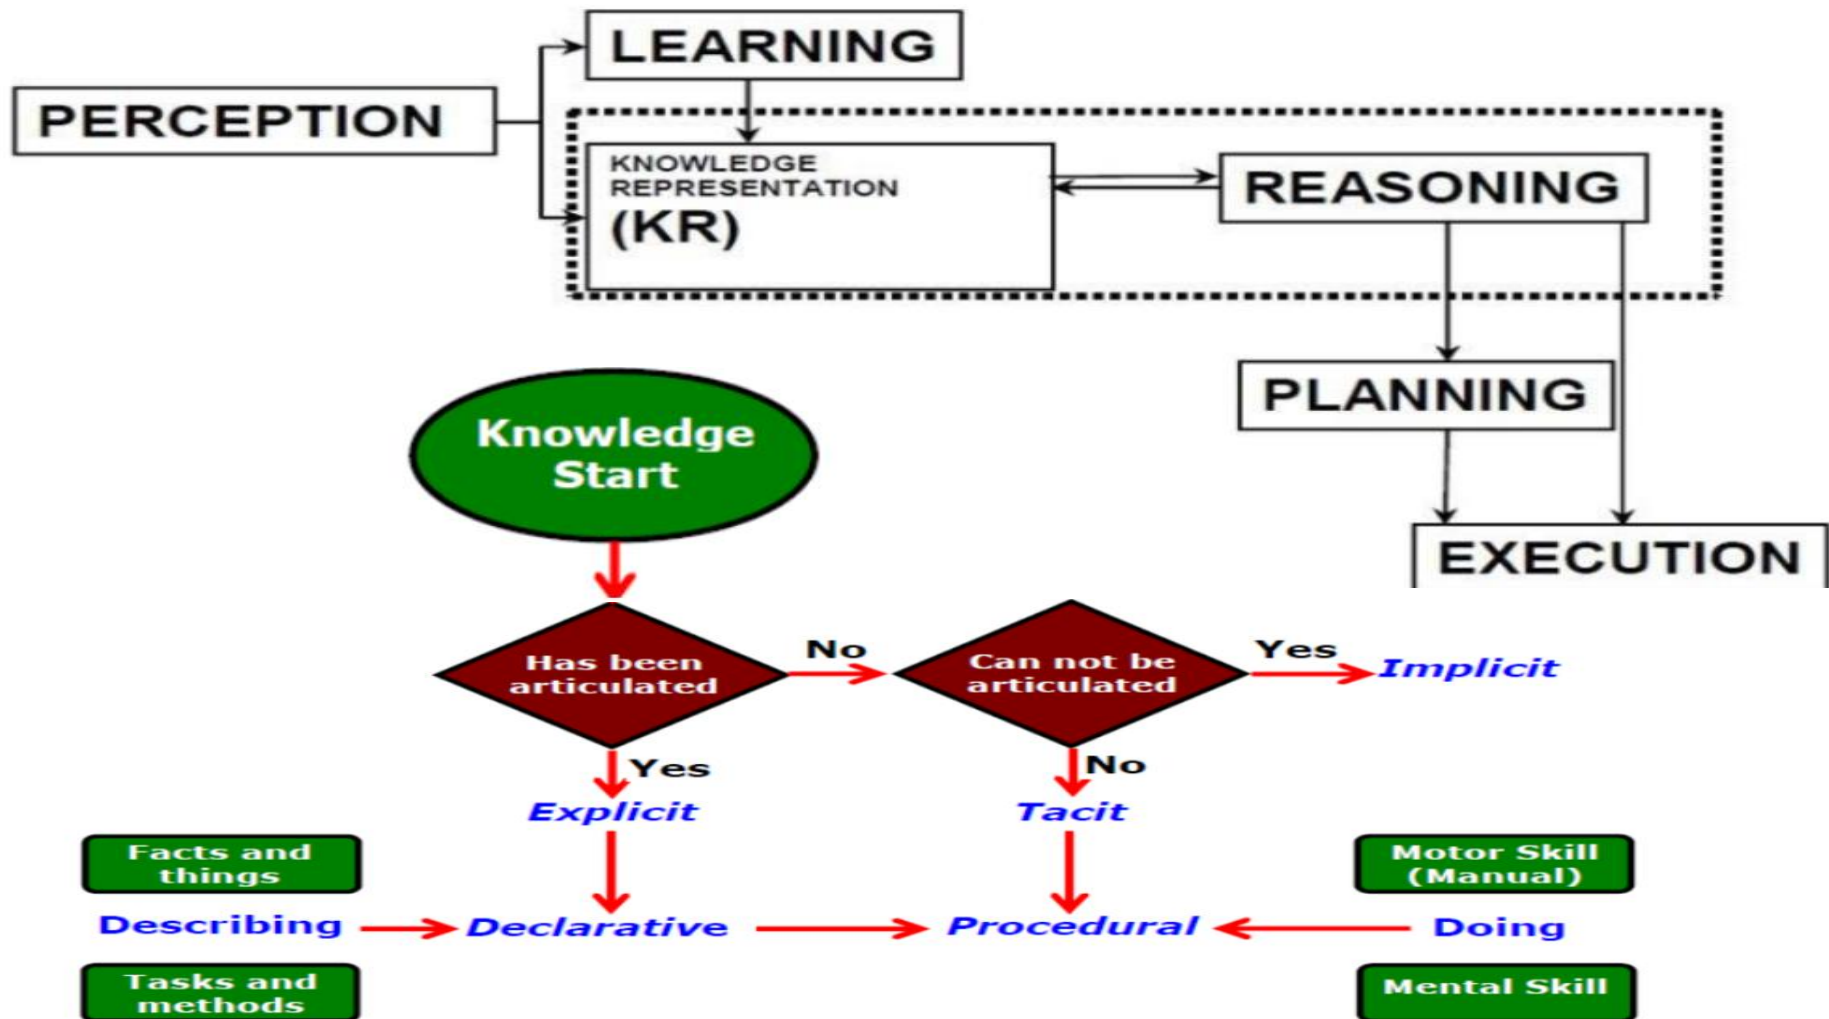 LEARNING
PERCEPTION
KNOWLEDGE
REPRESENTATION
(KR)
REASONING
PLANNING
EXECUTION
Knowledge
Start
Has been
articulated
No
Can not be
articulated
Yes
Implicit
Yes
No
Explicit
Tacit
Facts and
things
Motor Skill
(Manual)
Describing
Declarative
Procedural
Doing
Tasks and
methods
Mental Skill